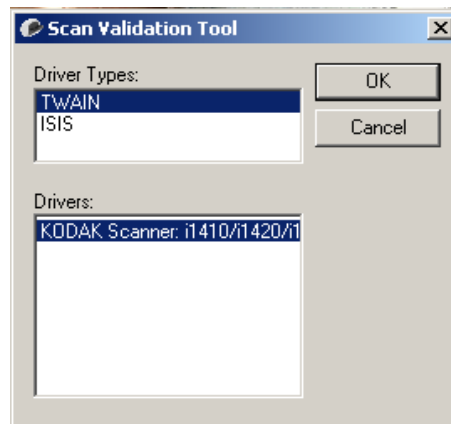 Scan Validation Tool
Driver Types:
OK
TWAIN
ISIS
Cancel
Drivers:
KODAK Scanner: i1410/i1420/i1